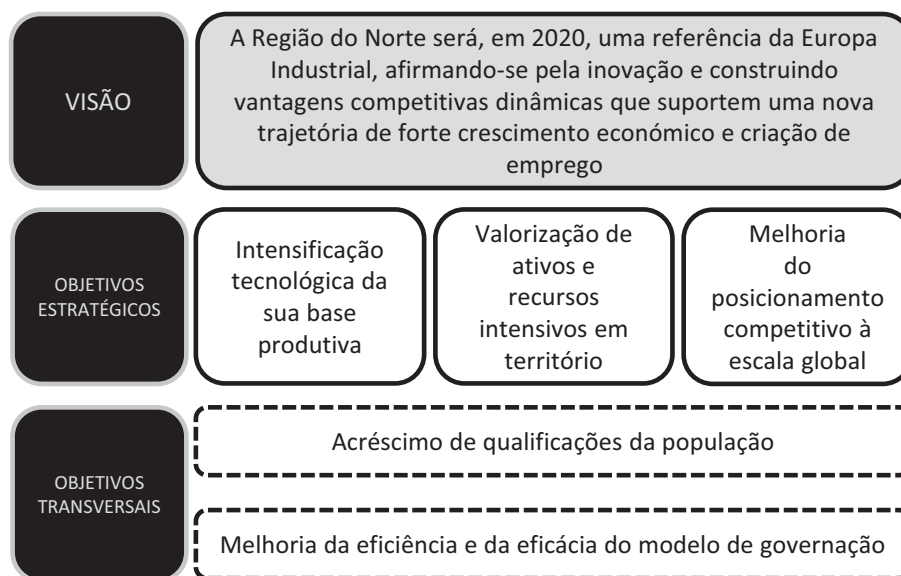 VISÃO
A Região do Norte será, em 2020, uma referência da Europa
Industrial, afirmando-se pela inovação e construindo
vantagens competitivas dinâmicas que suportem uma nova
trajetória de forte crescimento económico e criação de
emprego
OBJETIVOS
ESTRATÉGICOS
Intensificação
tecnológica da
sua base
produtiva
Valorização de
ativos e
recursos
intensivos em
território
Melhoria
do
posicionamento
competitivo à
escala global
OBJETIVOS
TRANSVERSAIS
Acréscimo de qualificações da população
Melhoria da eficiência e da eficácia do modelo de governação